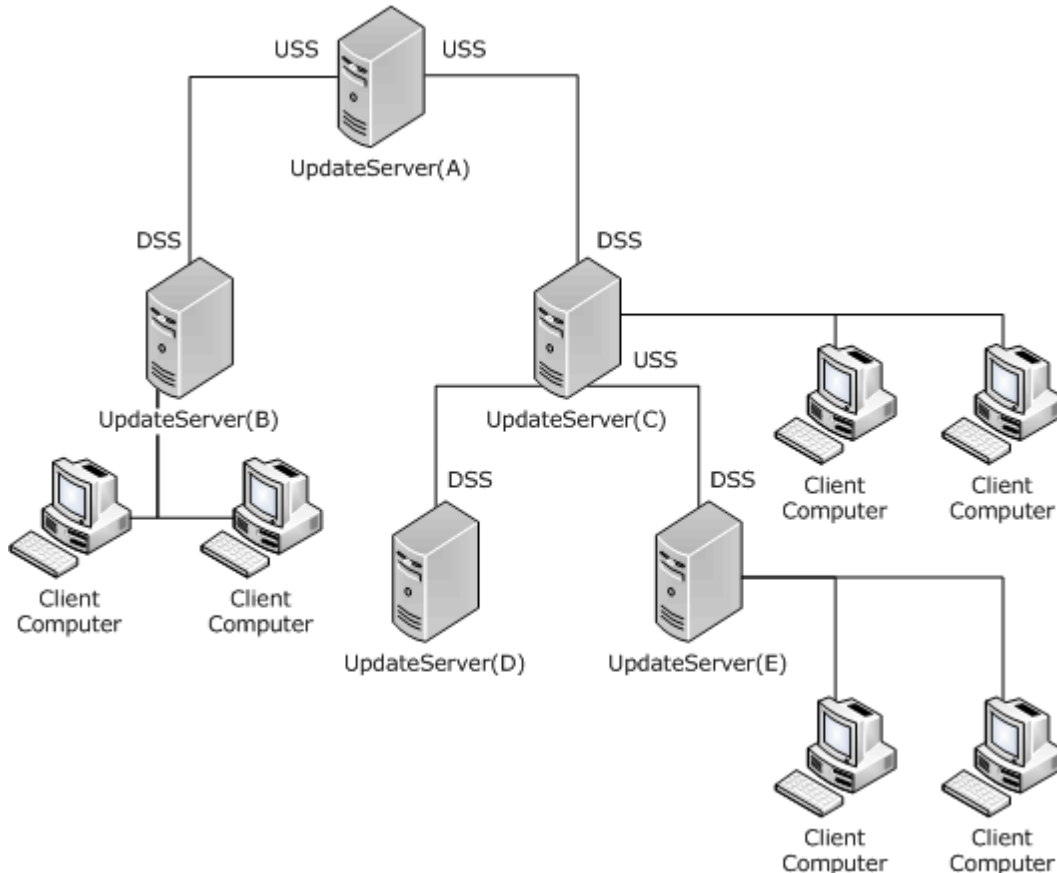 USS
USS
UpdateServer(A)
DSS
DSS
UpdateServer(B)
USS
UpdateServer(C)
Client
Computer
Client
Computer
DSS
DSS
Client
Computer
Client
Computer
UpdateServer(D)
UpdateServer(E)
Client
Computer
Client
Computer